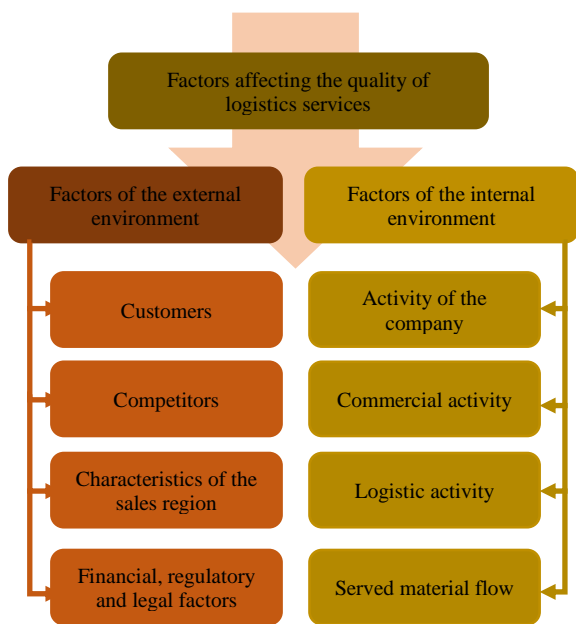 Factors affecting the quality of
logistics services
Factors of the external
environment
Customers
Competitors
Characteristics of the
sales region
Financial, regulatory
and legal factors
Factors of the internal
environment
Activity of the
company
Commercial activity
Logistic activity
Served material flow